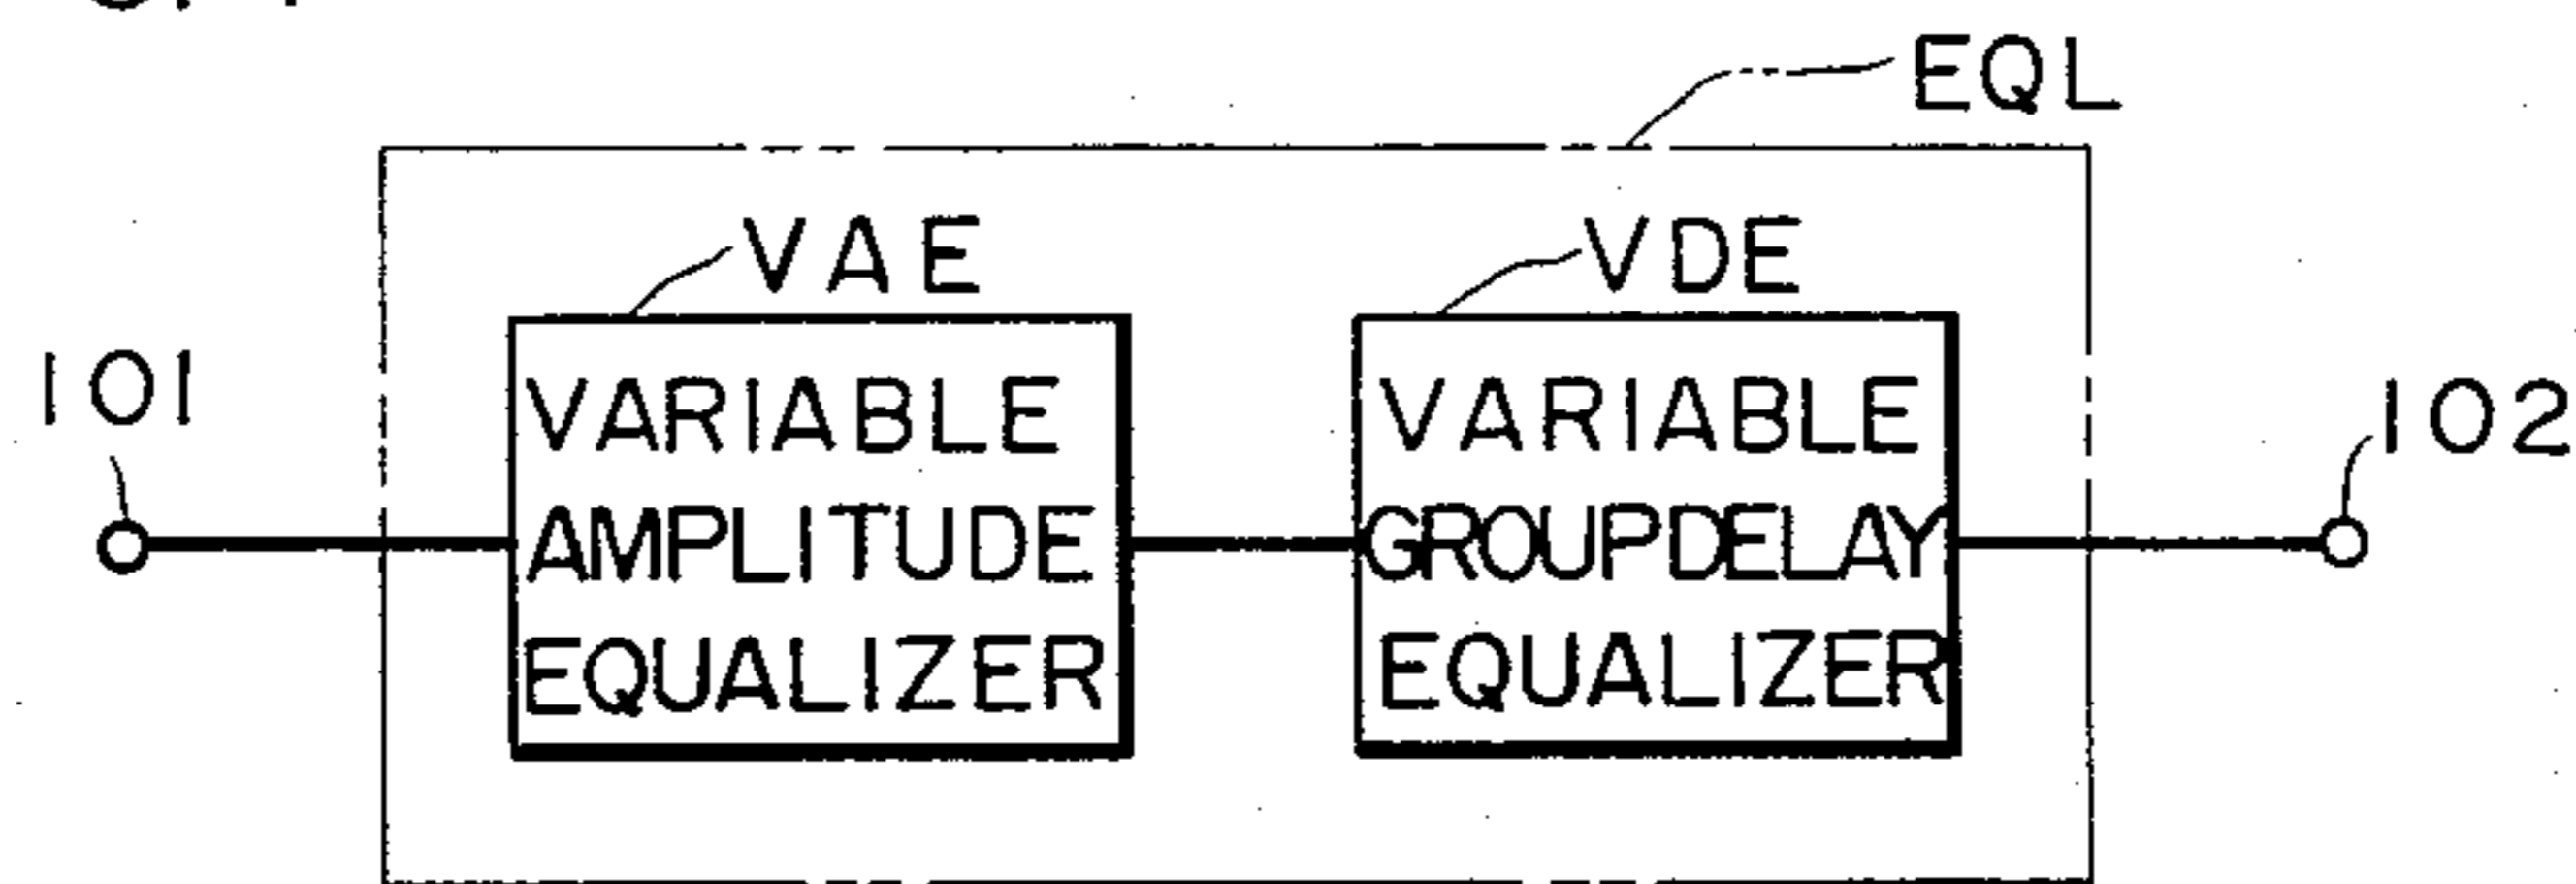 EQL
VAE
VDE
101
VARIABLE
AMPLITUDE
EQUALIZER
VARIABLE
GROUPDELAY
EQUALIZER
102